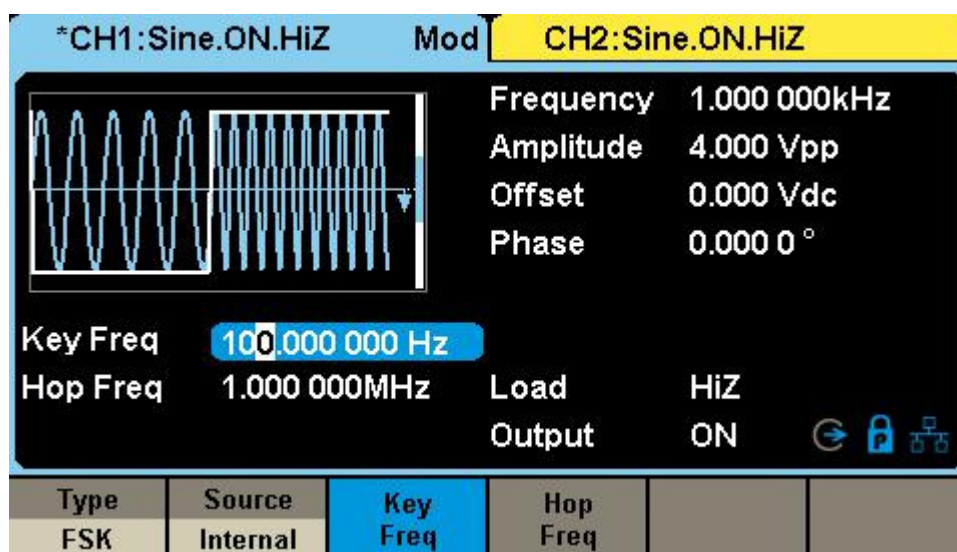 *CH1:Sine.ON.HiZ Mod CH2:Sine.ON.HiZ
Frequency 1.000 000kHz
Amplitude 4.000 Vpp
Offset 0.000 Vdc
Phase 0.000 0 °
Key Freq 100.000 000 Hz
Hop Freq 1.000 000MHz
Load HiZ
Output ON
P
Type
FSK
Source
Internal
Key
Freq
Hop
Freq